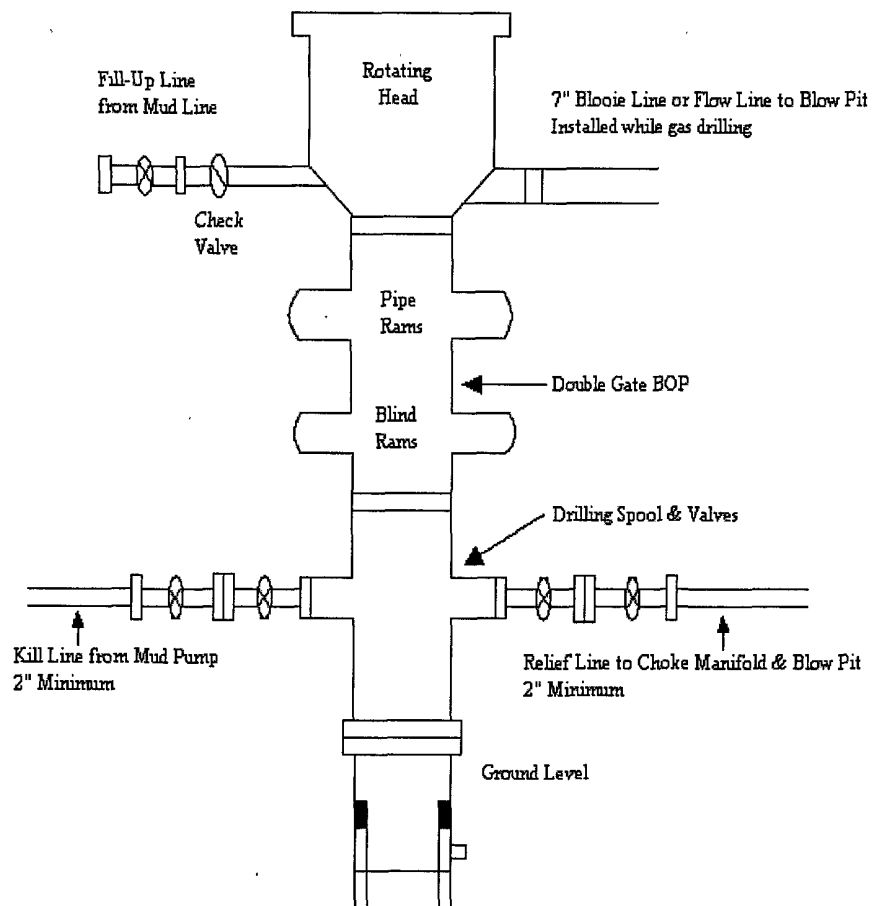 Rotating
Head
Fill-Up Line
from Mud Line
7" Blooie Line or Flow Line to Blow Pit
Installed while gas drilling
Check
Valve
Pipe
Rams
Double Gate BOP
Blind
Rams
Drilling Spool & Valves
Kill Line from Mud Pump
2" Minimum
Relief Line to Choke Manifold & Blow Pit
2" Minimum
Ground Level